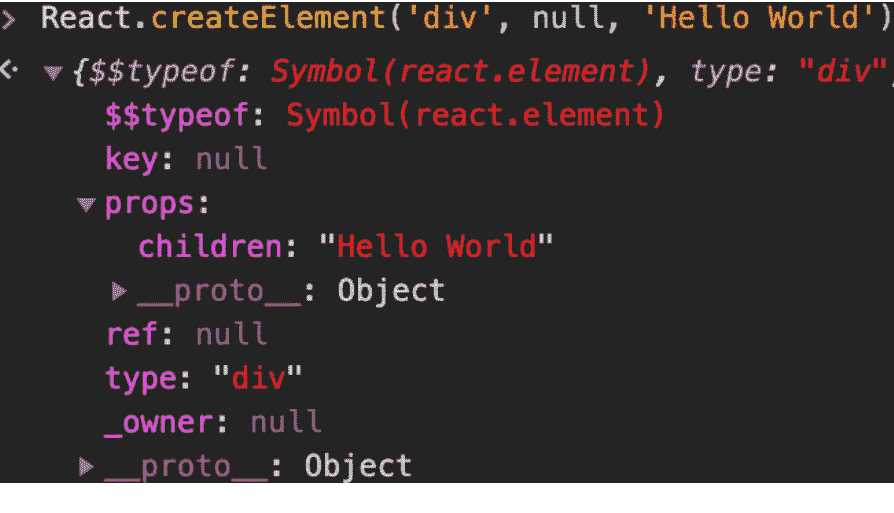 > React.createElement('div', null, 'Hello World')
<· ▼{$$typeof: Symbol(react.element), type: "div",
$$typeof: Symbol(react.element)
key: null
▼props:
children: "Hello World"
▶__proto__: Object
ref: null
type: "div"
_owner: null
▶__proto__: Object